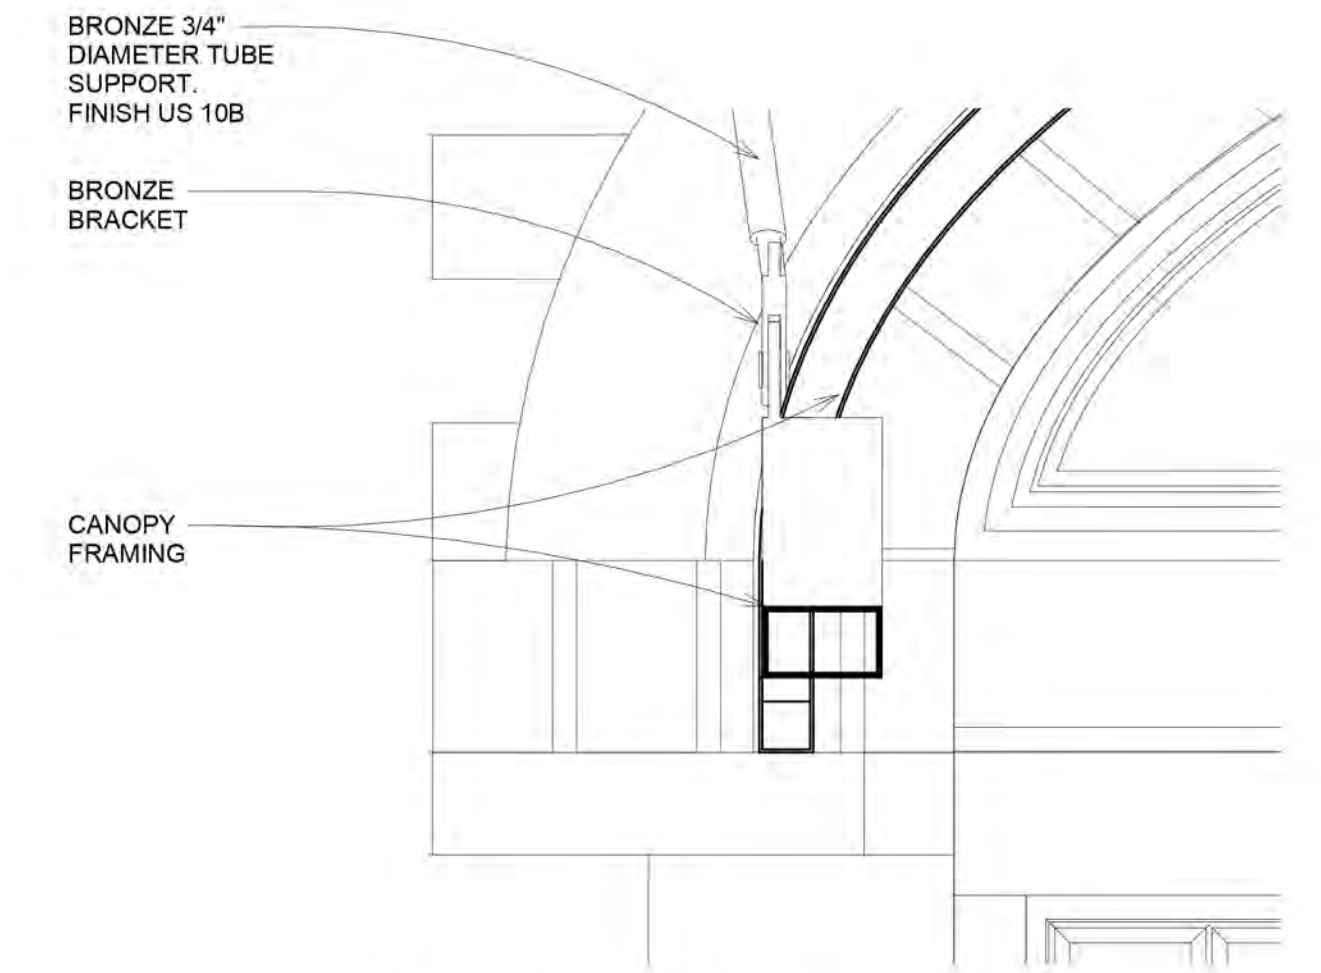 BRONZE 3/4"
DIAMETER TUBE
SUPPORT.
FINISH US 10B
BRONZE
BRACKET
CANOPY
FRAMING